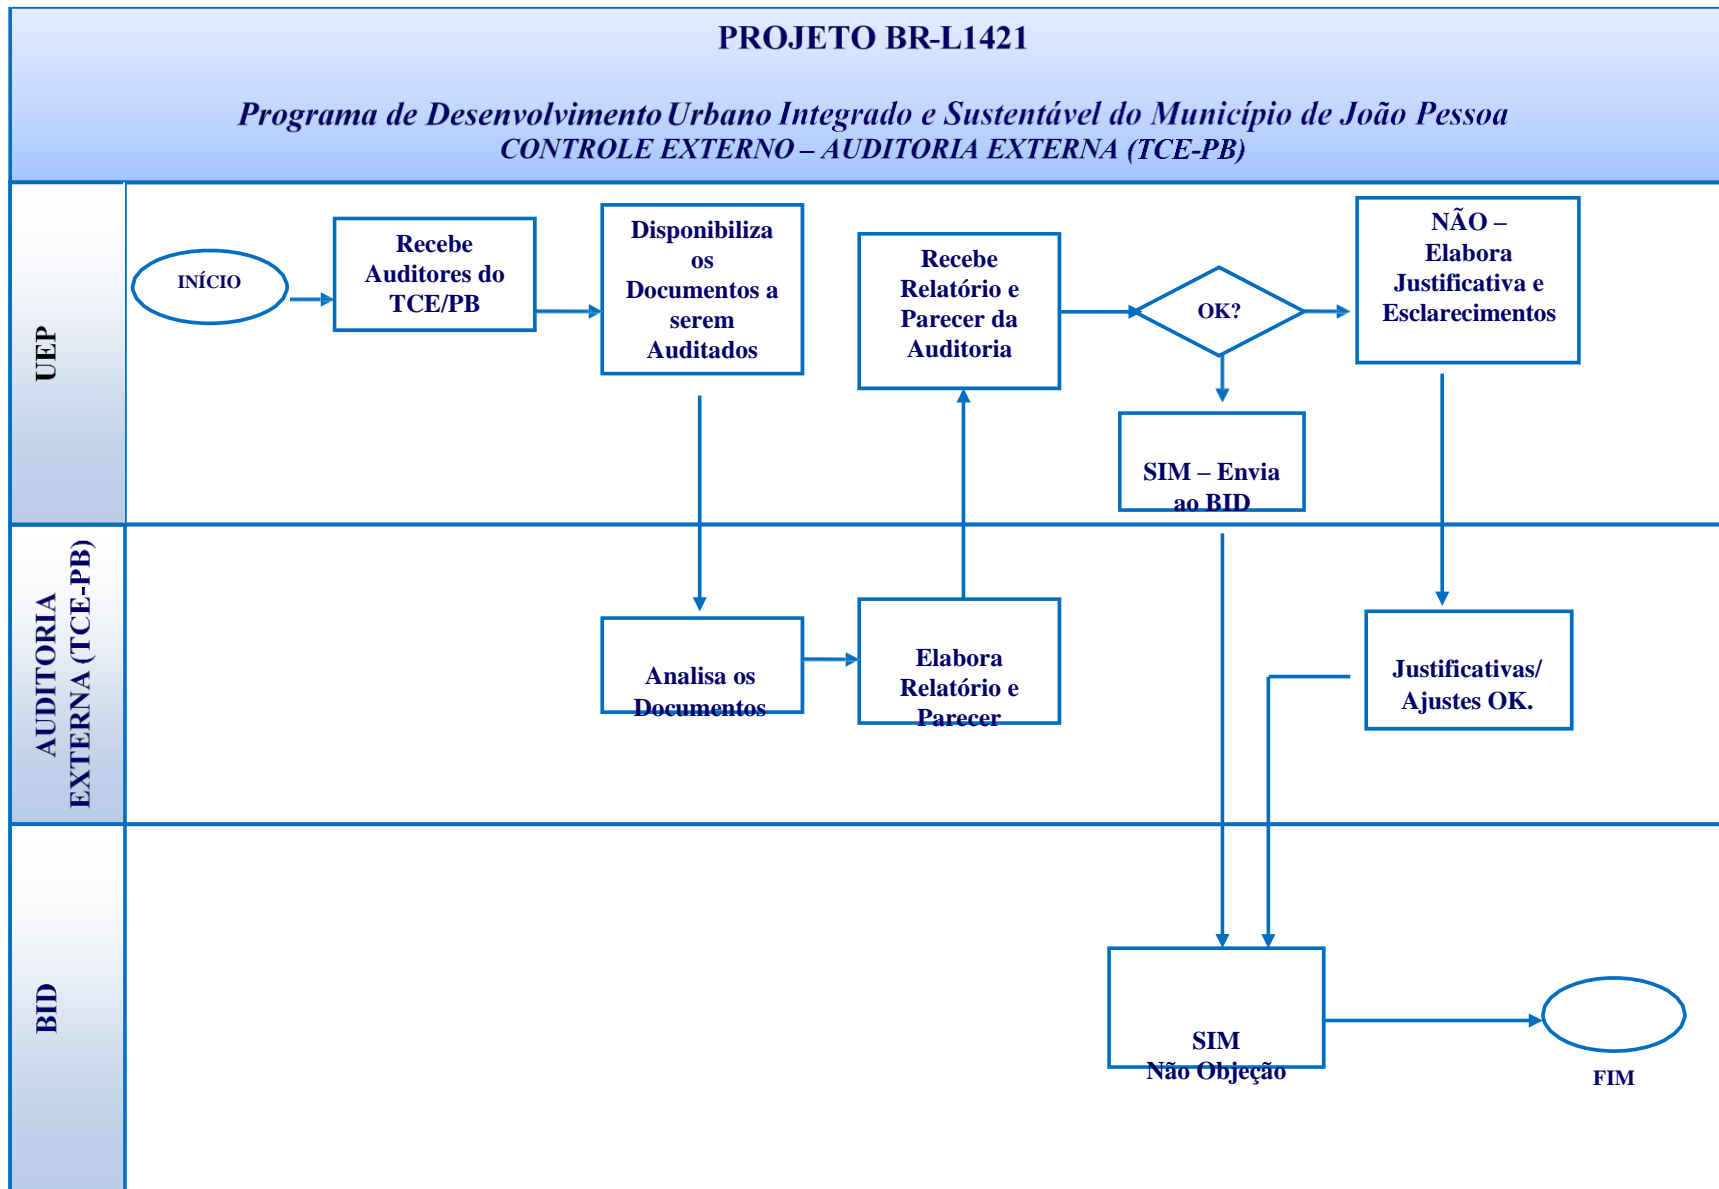 PROJETO BR-L1421
Programa de Desenvolvimento Urbano Integrado e Sustentável do Município de João Pessoa
CONTROLE EXTERNO – AUDITORIA EXTERNA (TCE-PB)
UEP
INÍCIO
Recebe
Auditores do
TCE/PB
Disponibiliza
os
Documentos a
serem
Auditados
Recebe
Relatório e
Parecer da
Auditoria
OK?
NÃO –
Elabora
Justificativa e
Esclarecimentos
SIM – Envia
ao BID
AUDITORIA
EXTERNA (TCE-PB)
Analisa os
Documentos
Elabora
Relatório e
Parecer
Justificativas/
Ajustes OK.
BID
SIM
Não Objeção
FIM